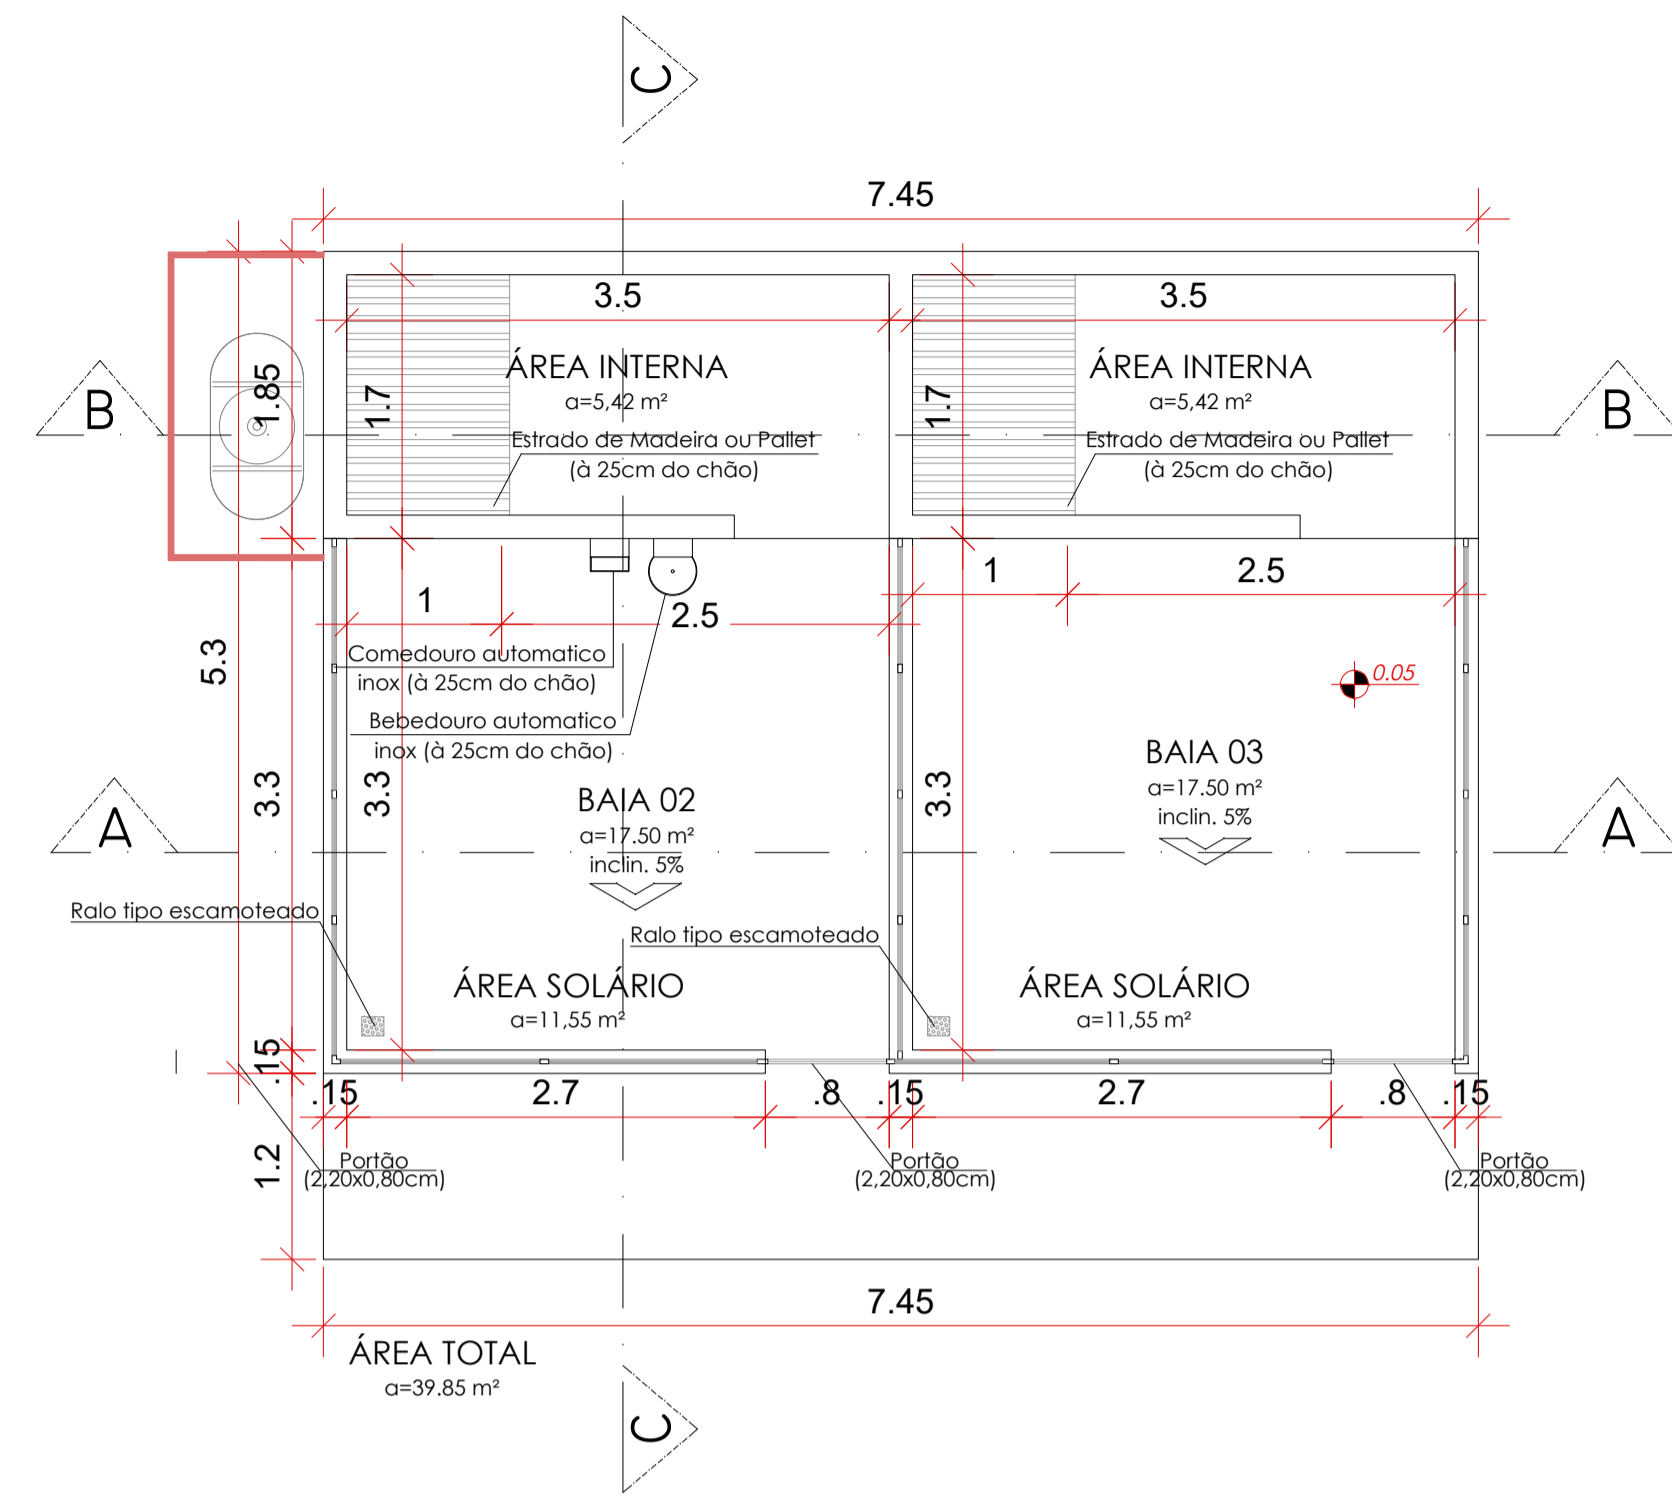 C
7.45
3.5
3.5
ÁREA INTERNA
a=5,42 m²
ÁREA INTERNA
a=5,42 m²
1.85
1.7
1.7
B
B
Estrado de Madeira ou Pallet
(à 25cm do chão)
Estrado de Madeira ou Pallet
(à 25cm do chão)
1
2.5
1
2.5
5.3
Comedouro automatico
inox (à 25cm do chão)
0.05
Bebedouro automatico
inox (à 25cm do chão)
3.3
3.3
3.3
BAIA 02
a=17.50 m²
inclin. 5%
BAIA 03
a=17.50 m²
inclin. 5%
A
A
Ralo tipo escamoteado
Ralo tipo escamoteado
ÁREA SOLÁRIO
a=11,55 m²
ÁREA SOLÁRIO
a=11,55 m²
.15
.15
2.7
.8
.15
2.7
.8
.15
1.2
Portão
(2,20x0,80cm)
Portão
(2,20x0,80cm)
Portão
(2,20x0,80cm)
7.45
ÁREA TOTAL
a=39.85 m²
C